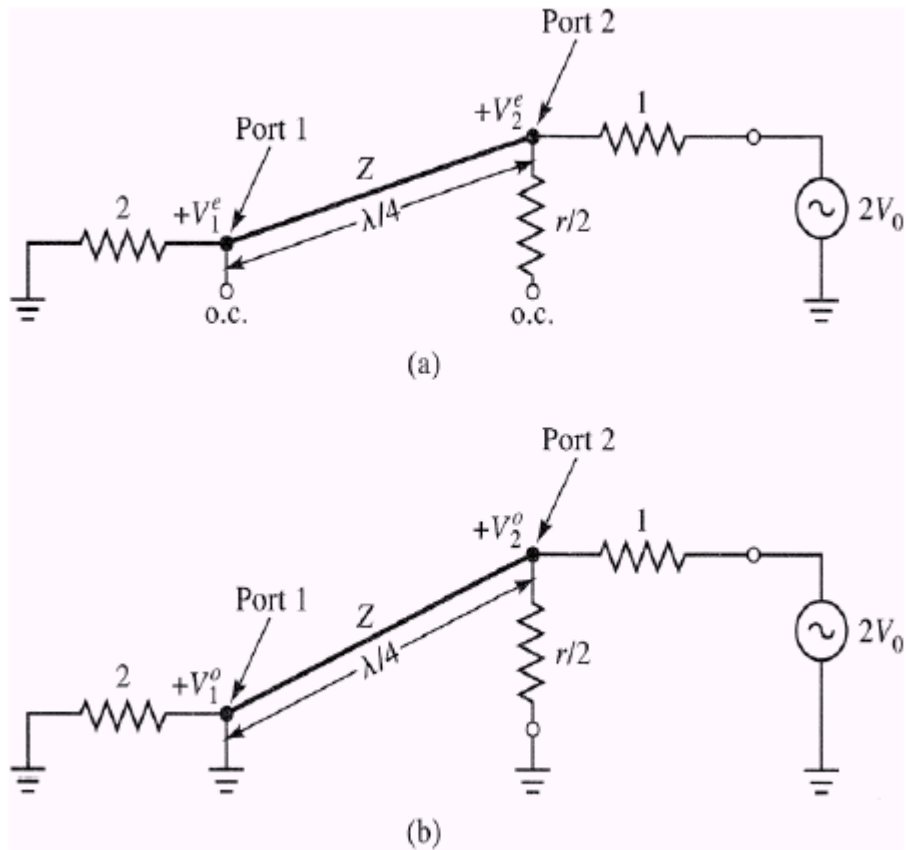 Port 2
+V₂ᵉ
1
Port 1
Z
2
+V₁ᵉ
λ/4
r/2
2V₀
o.c.
o.c.
(a)
Port 2
+V₂ᵒ
1
Port 1
Z
2
+V₁ᵒ
λ/4
r/2
2V₀
(b)